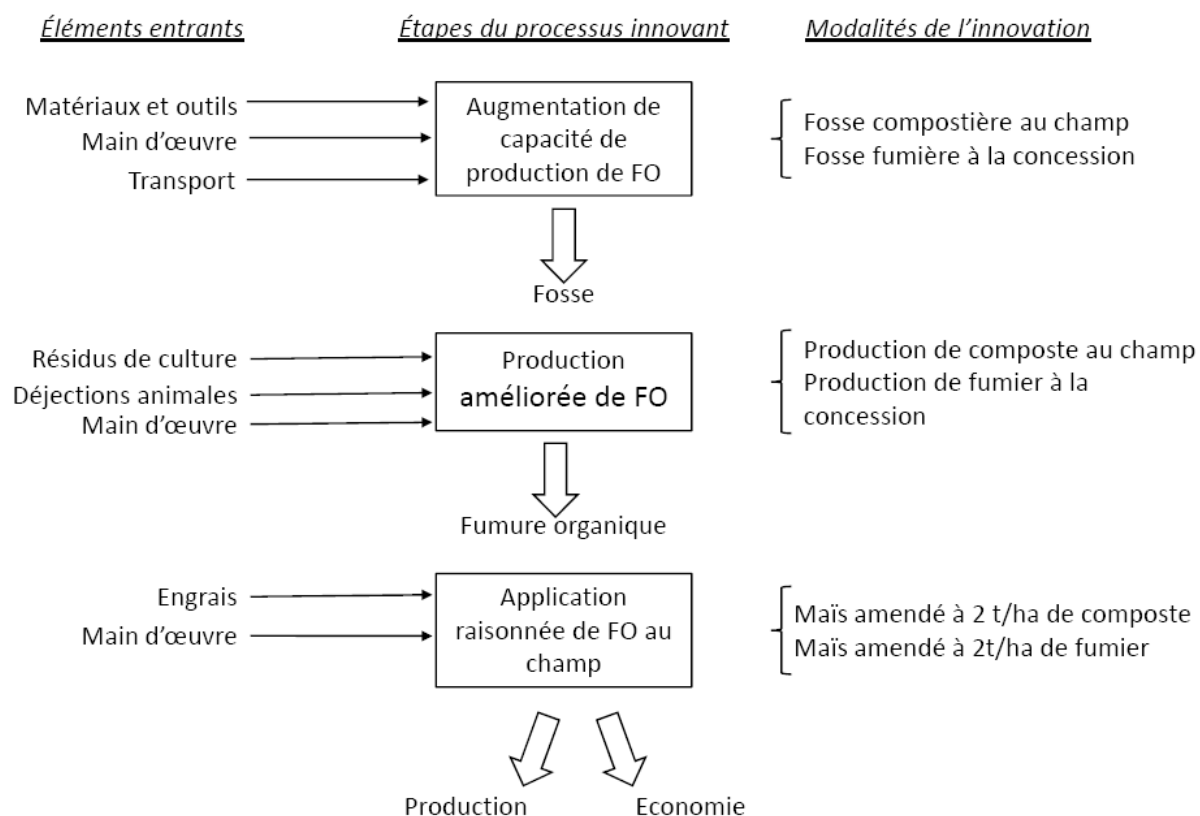 Éléments entrants
Étapes du processus innovant
Modalités de l'innovation
Matériaux et outils
Main d'œuvre
Transport
Augmentation de
capacité de
production de FO
Fosse compostière au champ
Fosse fumière à la concession
Fosse
Résidus de culture
Déjections animales
Main d'œuvre
Production
améliorée de FO
Production de composte au champ
Production de fumier à la
concession
Fumure organique
Engrais
Main d'œuvre
Application
raisonnée de FO au
champ
Maïs amendé à 2 t/ha de composte
Maïs amendé à 2t/ha de fumier
Production
Economie